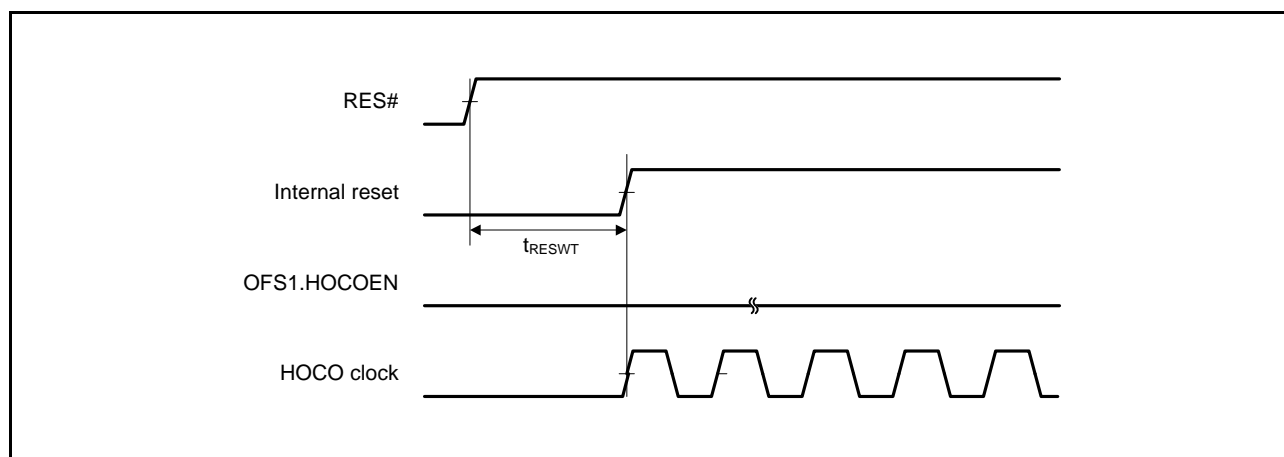 RES#
Internal reset
tRESWT
OFS1.HOCOEN
HOCO clock